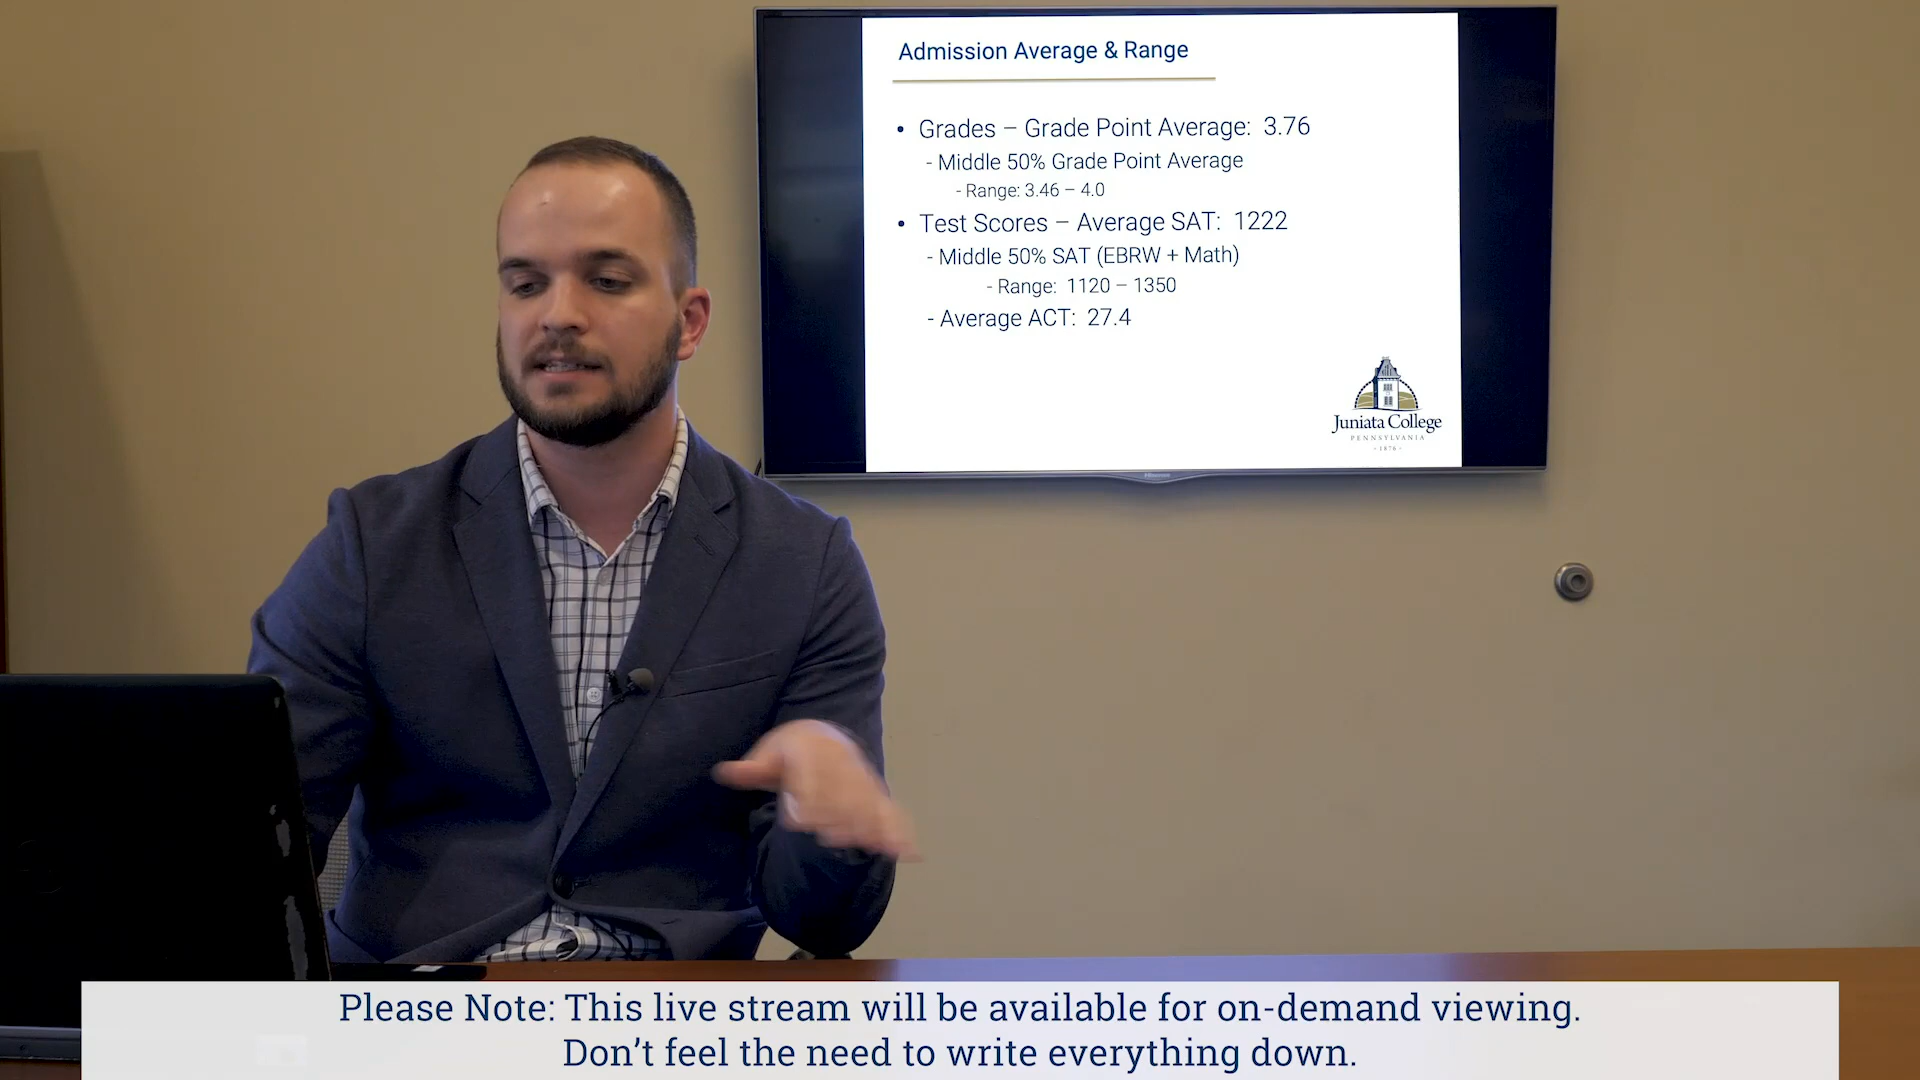 Admission Average & Range
• Grades – Grade Point Average: 3.76
- Middle 50% Grade Point Average
- Range: 3.46 – 4.0
• Test Scores – Average SAT: 1222
- Middle 50% SAT (EBRW + Math)
- Range: 1120 – 1350
- Average ACT: 27.4
Juniata College
PENNSYLVANIA
- 1876 -
Hisense
Please Note: This live stream will be available for on-demand viewing.
Don’t feel the need to write everything down.